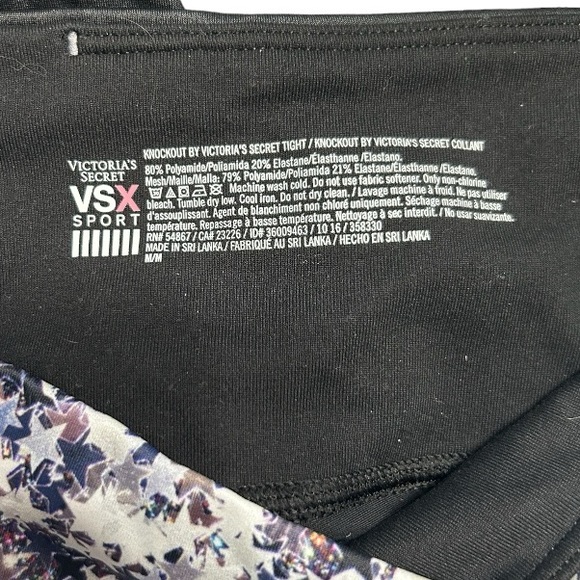 VICTORIA'S
SECRET
VSX
SPORT
KNOCKOUT BY VICTORIA'S SECRET TIGHT / KNOCKOUT BY VICTORIA'S SECRET COLLANT
80% Polyamide/Poliamida 20% Elastane/Élasthanne /Elastano.
Mesh/Maille/Malla: 79% Polyamide/Poliamida 21% Elastane/Élasthanne /Elastano.
Machine wash cold. Do not use fabric softener. Only non-chlorine
bleach. Tumble dry low. Cool iron. Do not dry clean. / Lavage machine à froid. Ne pas utiliser
d'assouplissant. Agent de blanchiment non chloré uniquement. Séchage machine à basse
température. Repassage à basse température. Nettoyage à sec interdit. / No usar suavizante.
RN# 54867 / CA# 23226 / ID# 36009463 / 10 16 / 358330
MADE IN SRI LANKA / FABRIQUÉ AU SRI LANKA / HECHO EN SRI LANKA
M/M